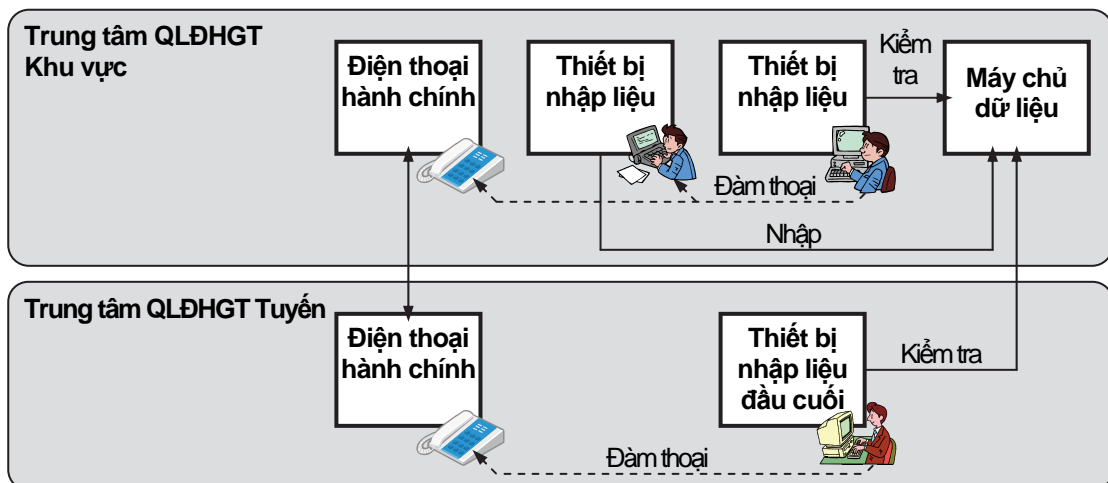 Trung tâm QLĐHGT
Khu vực
Điện thoại
hành chính
Thiết bị
nhập liệu
Thiết bị
nhập liệu
Kiểm
tra
Máy chủ
dữ liệu
Đàm thoại
Nhập
Trung tâm QLĐHGT Tuyến
Điện thoại
hành chính
Thiết bị
nhập liệu
đầu cuối
Kiểm tra
Đàm thoại